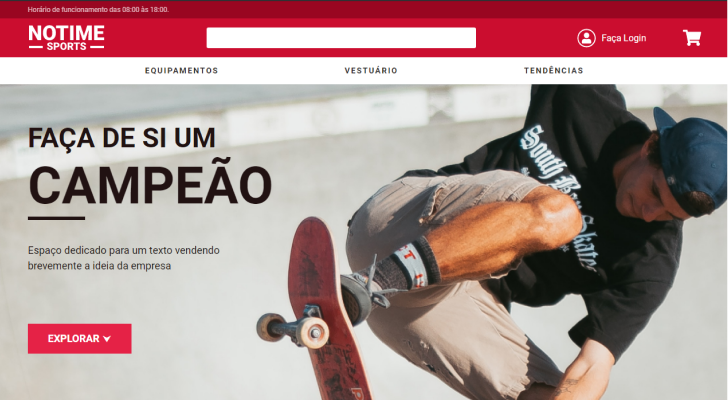 Horário de funcionamento das 08:00 às 18:00.
NOTIME
SPORTS
Faça Login
EQUIPAMENTOS VESTUÁRIO TENDÊNCIAS
FAÇA DE SI UM
CAMPEÃO
Espaço dedicado para um texto vendendo
brevemente a ideia da empresa
EXPLORAR
South Bay Skates